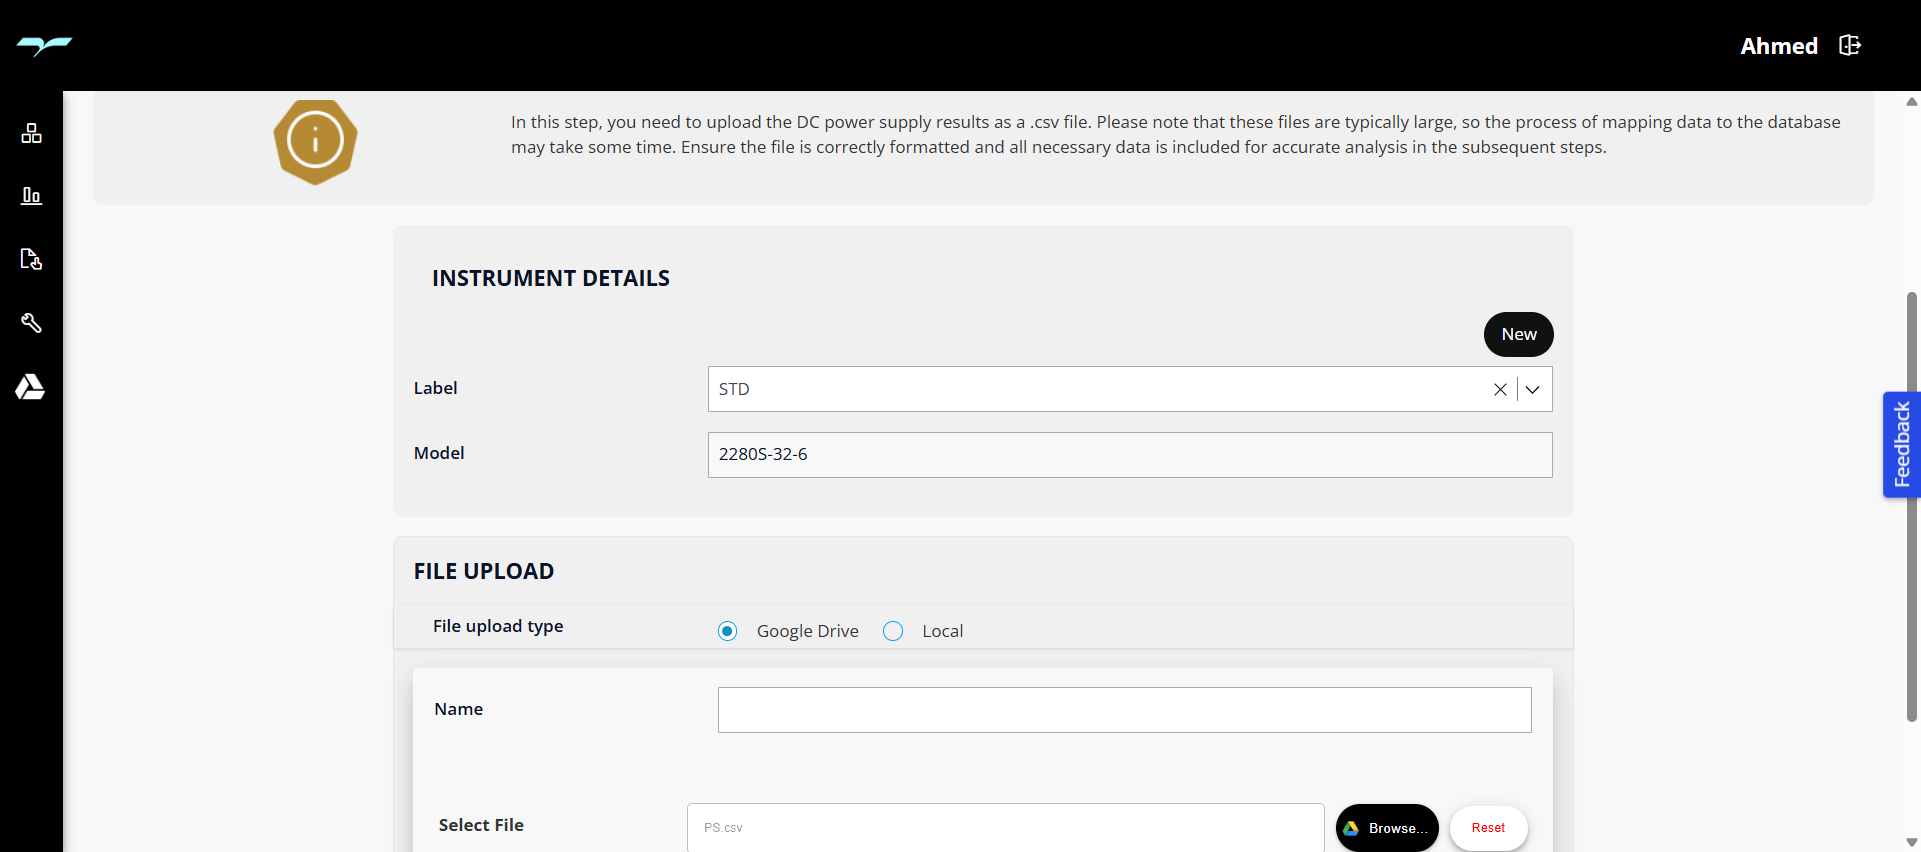 Ahmed
In this step, you need to upload the DC power supply results as a .csv file. Please note that these files are typically large, so the process of mapping data to the database
may take some time. Ensure the file is correctly formatted and all necessary data is included for accurate analysis in the subsequent steps.
INSTRUMENT DETAILS
New
Label
STD
Model
2280S-32-6
Feedback
FILE UPLOAD
File upload type
Google Drive
Local
Name
Select File
PS.csv
Browse...
Reset